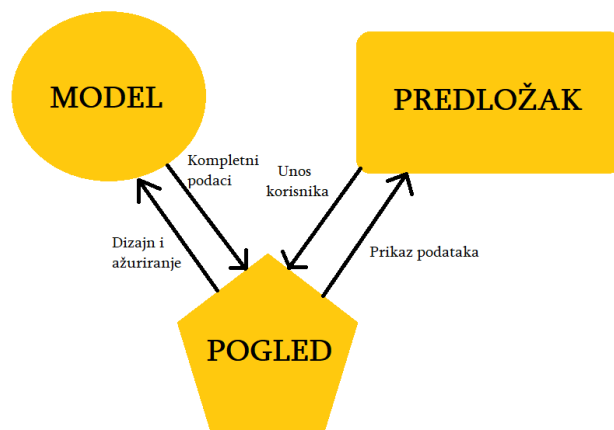 MODEL
PREDLOŽAK
Kompletni
podaci
Unos
korisnika
Dizajn i
ažuriranje
Prikaz podataka
POGLED